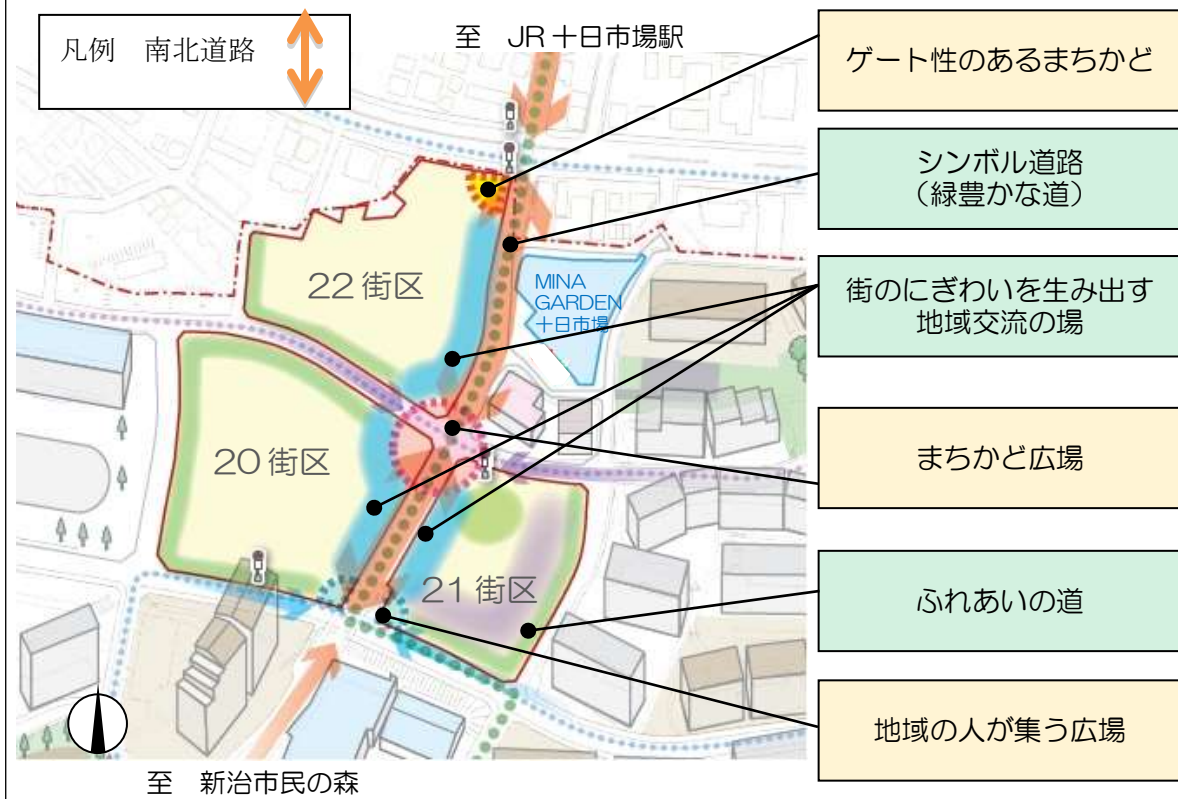 凡例　南北道路
至　JR十日市場駅
ゲート性のあるまちかど
シンボル道路
（緑豊かな道）
街のにぎわいを生み出す
地域交流の場
まちかど広場
ふれあいの道
地域の人が集う広場
22街区
MINA
GARDEN
十日市場
20街区
21街区
至　新治市民の森